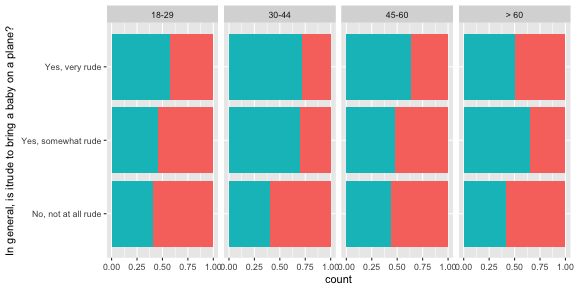 In general, is itrude to bring a baby on a plane?
18-29 30-44 45-60 > 60
Yes, very rude
Yes, somewhat rude
No, not at all rude
0.00 0.25 0.50 0.75 1.00 0.00 0.25 0.50 0.75 1.00 0.00 0.25 0.50 0.75 1.00 0.00 0.25 0.50 0.75 1.00
count